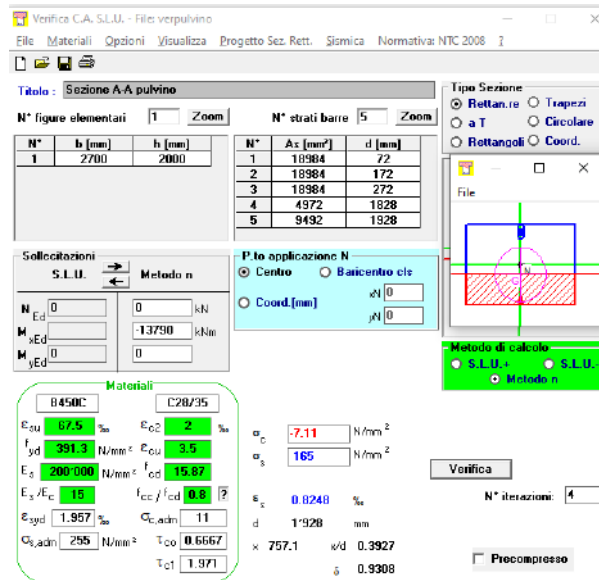 Verifica C.A. S.L.U. - File: verpulvino
File Materiali Opzioni Visualizza Progetto Sez. Rett. Sismica Normativa: NTC 2008 ?
Titolo : Sezione A-A pulvino
N° figure elementari 1 Zoom
N° strati barre 5 Zoom
N° b [mm] h [mm]
1 2700 2000
N° As [mm²] d [mm]
1 18984 72
2 18984 172
3 18984 272
4 4972 1828
5 9492 1928
Tipo Sezione
Rettan.re Trapezi
a T Circolare
Rettangoli Coord.
File
N
Sollecitazioni
S.L.U. Metodo n
N Ed 0 0 kN
M xEd 0 -13790 kNm
M yEd 0 0
P.to applicazione N
Centro Baricentro cls
Coord.[mm] xN 0
yN 0
Metodo di calcolo
S.L.U.+ S.L.U.-
Metodo n
Materiali
B450C C28/35
εsu 67.5 ‰ εc2 2 ‰
fyd 391.3 N/mm² εcu 3.5
Es 200'000 N/mm² fcd 15.87
Es/Ec 15 fcc/fcd 0.8 ?
εsyd 1.957 ‰ σc,adm 11
σs,adm 255 N/mm² τco 0.6667
τc1 1.971
σc -7.11 N/mm²
σs 165 N/mm²
εs 0.8248 ‰
d 1'928 mm
x 757.1 x/d 0.3927
δ 0.9308
Verifica
N° iterazioni: 4
Precompresso